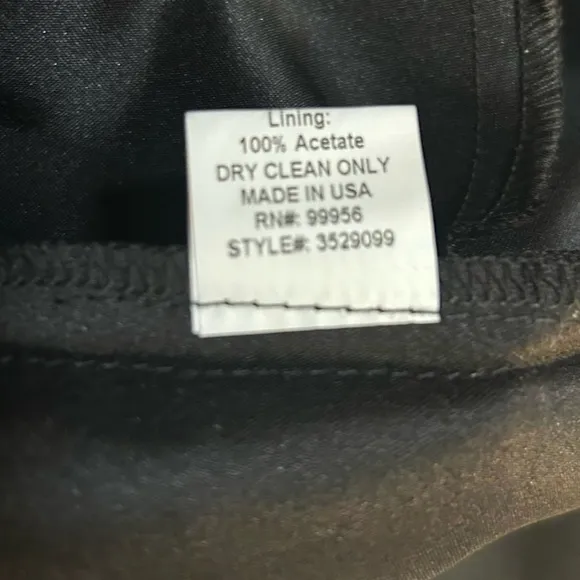 Lining:
100% Acetate
DRY CLEAN ONLY
MADE IN USA
RN#: 99956
STYLE#: 3529099